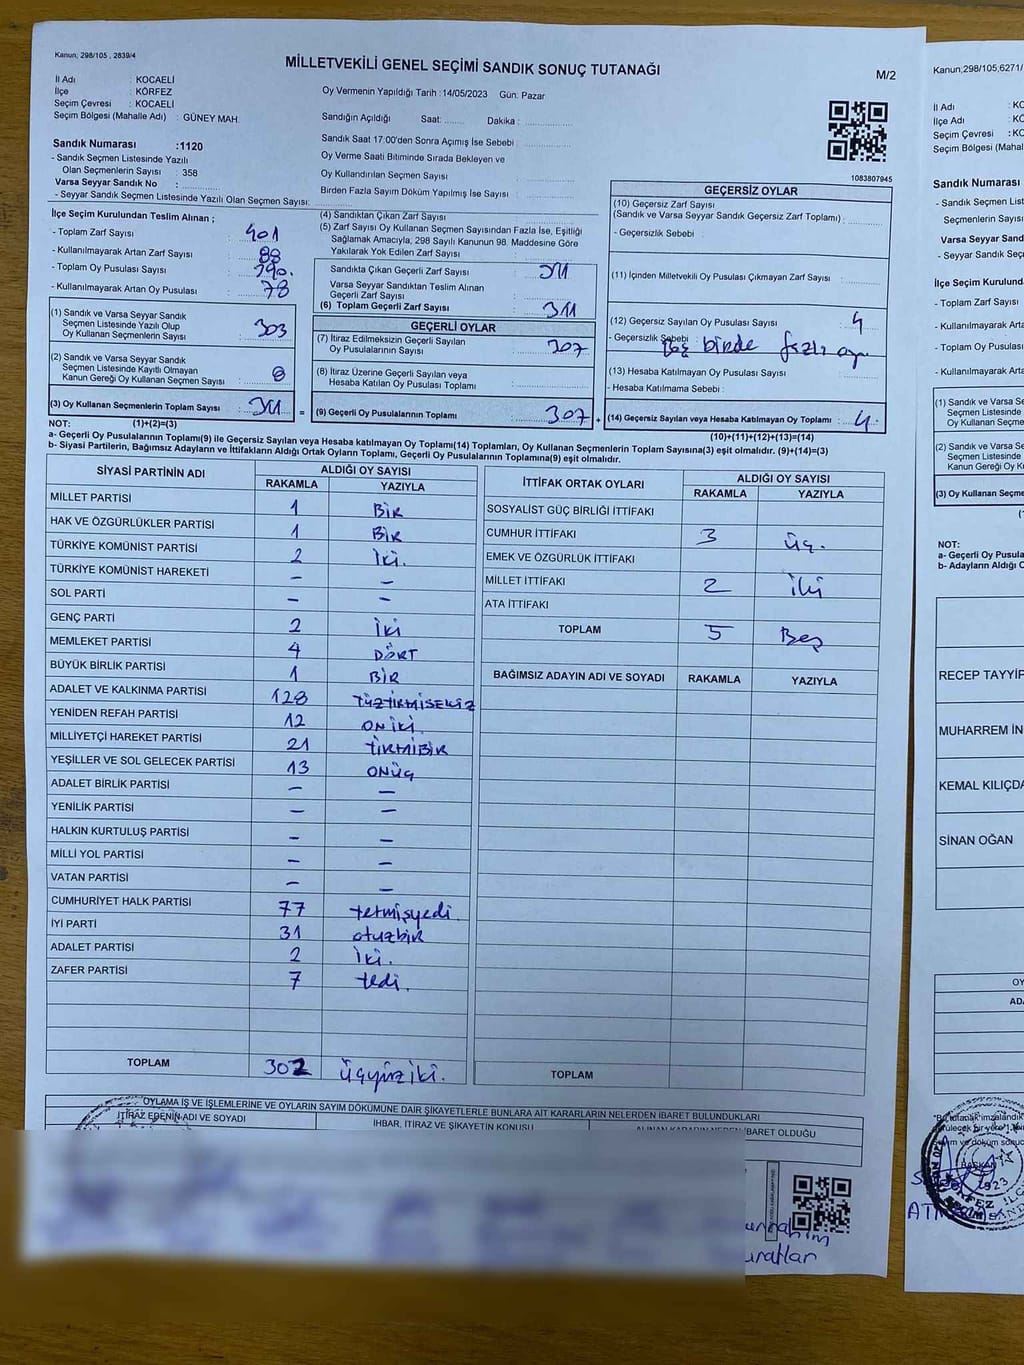 Kanun; 298/105 , 2839/4
MİLLETVEKİLİ GENEL SEÇİMİ SANDIK SONUÇ TUTANAĞI
M/2
İl Adı : KOCAELİ
İlçe : KÖRFEZ
Seçim Çevresi : KOCAELİ
Seçim Bölgesi (Mahalle Adı) : GÜNEY MAH.
Sandık Numarası :1120
- Sandık Seçmen Listesinde Yazılı
Olan Seçmenlerin Sayısı : 358
Varsa Seyyar Sandık No :
- Seyyar Sandık Seçmen Listesinde Yazılı Olan Seçmen Sayısı:
Oy Vermenin Yapıldığı Tarih :14/05/2023 Gün: Pazar
Sandığın Açıldığı Saat: Dakika :
Sandık Saat 17:00'den Sonra Açımış İse Sebebi :
Oy Verme Saati Bitiminde Sırada Bekleyen ve
Oy Kullandırılan Seçmen Sayısı :
Birden Fazla Sayım Döküm Yapılmış İse Sayısı :
1083807945
İlçe Seçim Kurulundan Teslim Alınan ;
- Toplam Zarf Sayısı : 401
- Kullanılmayarak Artan Zarf Sayısı : 88
- Toplam Oy Pusulası Sayısı : 390.
- Kullanılmayarak Artan Oy Pusulası : 78
(1) Sandık ve Varsa Seyyar Sandık
Seçmen Listesinde Yazılı Olup
Oy Kullanan Seçmenlerin Sayısı : 303
(2) Sandık ve Varsa Seyyar Sandık
Seçmen Listesinde Kayıtlı Olmayan
Kanun Gereği Oy Kullanan Seçmen Sayısı : 8
(3) Oy Kullanan Seçmenlerin Toplam Sayısı : 311 =
(4) Sandıktan Çıkan Zarf Sayısı :
(5) Zarf Sayısı Oy Kullanan Seçmen Sayısından Fazla İse, Eşitliği
Sağlamak Amacıyla, 298 Sayılı Kanunun 98. Maddesine Göre
Yakılarak Yok Edilen Zarf Sayısı :
Sandıkta Çıkan Geçerli Zarf Sayısı : 311
Varsa Seyyar Sandıktan Teslim Alınan
Geçerli Zarf Sayısı :
(6) Toplam Geçerli Zarf Sayısı : 311
GEÇERLİ OYLAR
(7) İtiraz Edilmeksizin Geçerli Sayılan
Oy Pusulalarının Sayısı : 307
(8) İtiraz Üzerine Geçerli Sayılan veya
Hesaba Katılan Oy Pusulası Toplamı :
(9) Geçerli Oy Pusulalarının Toplamı : 307 +
GEÇERSİZ OYLAR
(10) Geçersiz Zarf Sayısı
(Sandık ve Varsa Seyyar Sandık Geçersiz Zarf Toplamı) :
- Geçersizlik Sebebi :
(11) İçinden Milletvekili Oy Pusulası Çıkmayan Zarf Sayısı :
(12) Geçersiz Sayılan Oy Pusulası Sayısı : 4
- Geçersizlik Sebebi : birde fazla oy.
(13) Hesaba Katılmayan Oy Pusulası Sayısı :
- Hesaba Katılmama Sebebi :
(14) Geçersiz Sayılan veya Hesaba Katılmayan Oy Toplamı : 4
NOT: (1)+(2)=(3) (10)+(11)+(12)+(13)=(14)
a- Geçerli Oy Pusulalarının Toplamı(9) ile Geçersiz Sayılan veya Hesaba katılmayan Oy Toplam(14) Toplamları, Oy Kullanan Seçmenlerin Toplam Sayısına(3) eşit olmalıdır. (9)+(14)=(3)
b- Siyasi Partilerin, Bağımsız Adayların ve İttifakların Aldığı Ortak Oyların Toplamı, Geçerli Oy Pusulalarının Toplamına(9) eşit olmalıdır.
SİYASİ PARTİNİN ADI ALDIĞI OY SAYISI
RAKAMLA YAZIYLA
MİLLET PARTİSİ 1 BİR
HAK VE ÖZGÜRLÜKLER PARTİSİ 1 BİR
TÜRKİYE KOMÜNİST PARTİSİ 2 İki.
TÜRKİYE KOMÜNİST HAREKETİ - -
SOL PARTİ - -
GENÇ PARTİ 2 İki
MEMLEKET PARTİSİ 4 DÖRT
BÜYÜK BİRLİK PARTİSİ 1 BİR
ADALET VE KALKINMA PARTİSİ 128 YÜZYİRMİSEKİZ
YENİDEN REFAH PARTİSİ 12 ONİKİ.
MİLLİYETÇİ HAREKET PARTİSİ 21 YİRMİBİR
YEŞİLLER VE SOL GELECEK PARTİSİ 13 ONÜÇ
ADALET BİRLİK PARTİSİ - -
YENİLİK PARTİSİ - -
HALKIN KURTULUŞ PARTİSİ - -
MİLLİ YOL PARTİSİ - -
VATAN PARTİSİ - -
CUMHURİYET HALK PARTİSİ 77 yetmişyedi
İYİ PARTİ 31 otuzbir
ADALET PARTİSİ 2 İki.
ZAFER PARTİSİ 7 yedi.
TOPLAM 302 üçyüziki.
İTTİFAK ORTAK OYLARI ALDIĞI OY SAYISI
RAKAMLA YAZIYLA
SOSYALİST GÜÇ BİRLİĞİ İTTİFAKI
CUMHUR İTTİFAKI 3 üç.
EMEK VE ÖZGÜRLÜK İTTİFAKI
MİLLET İTTİFAKI 2 iki
ATA İTTİFAKI
TOPLAM 5 Beş
BAĞIMSIZ ADAYIN ADI VE SOYADI RAKAMLA YAZIYLA
TOPLAM
OYLAMA İŞ VE İŞLEMLERİNE VE OYLARIN SAYIM DÖKÜMÜNE DAİR ŞİKAYETLERLE BUNLARA AİT KARARLARIN NELERDEN İBARET BULUNDUKLARI
İTİRAZ EDENİN ADI VE SOYADI İHBAR, İTİRAZ VE ŞİKAYETİN KONUSU ALINAN KARARIN NEDEN İBARET OLDUĞU
Kanun;298/105;6271/
İl Adı : KO
İlçe Adı : KÖ
Seçim Çevresi : KO
Seçim Bölgesi (Mahal
Sandık Numarası
- Sandık Seçmen List
Seçmenlerin Sayısı
Varsa Seyyar Sandık
- Seyyar Sandık Seç
İlçe Seçim Kurulund
- Toplam Zarf Sayısı
- Kullanılmayarak Arta
- Toplam Oy Pusulası
- Kullanılmayarak Arta
(1) Sandık ve Varsa
Seçmen Listesind
Oy Kullanan Seçm
(2) Sandık ve Varsa
Seçmen Listesind
Kanun Gereği Oy
(3) Oy Kullanan Seçme
NOT:
a- Geçerli Oy Pusula
b- Adayların Aldığı O
RECEP TAYYİP
MUHARREM İN
KEMAL KILIÇDA
SİNAN OĞAN